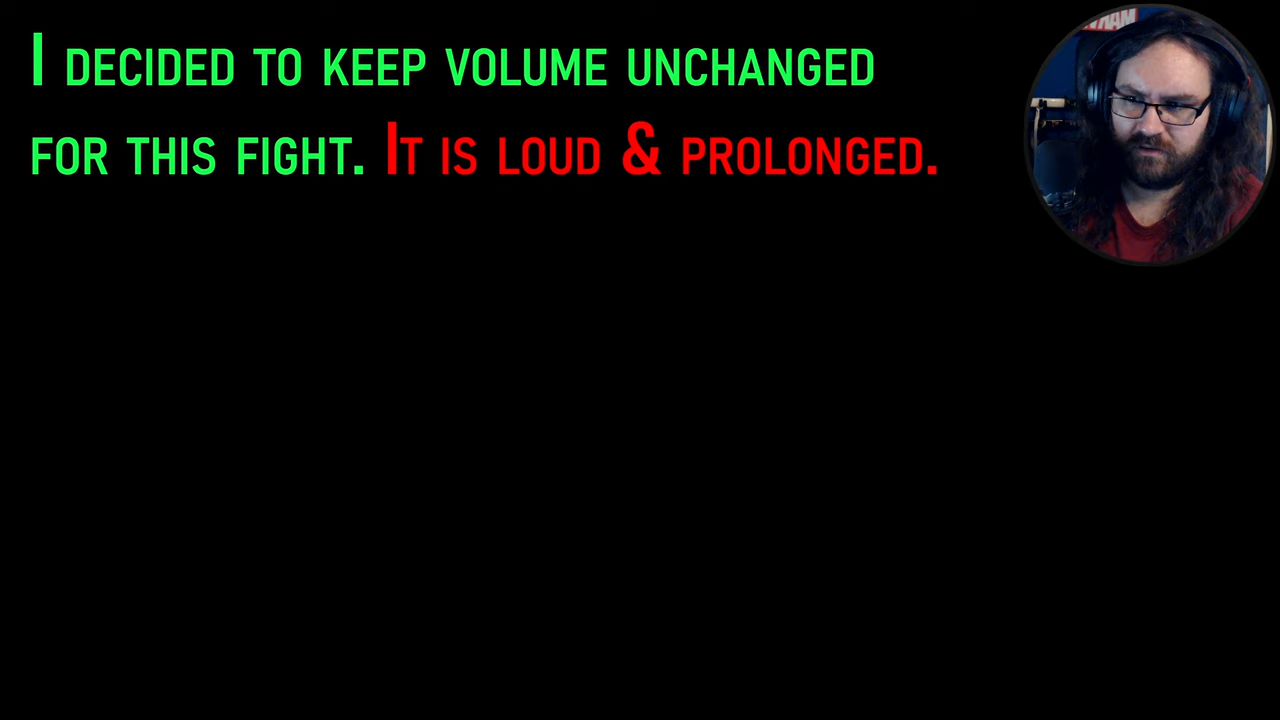 I DECIDED TO KEEP VOLUME UNCHANGED
FOR THIS FIGHT. IT IS LOUD & PROLONGED.